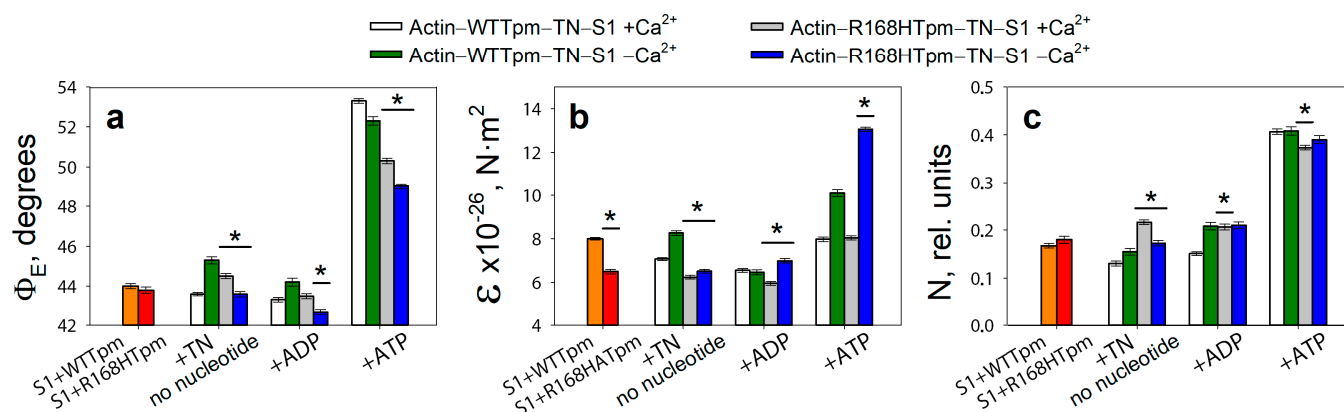 Actin–WTTpm–TN–S1 +Ca²⁺
Actin–R168HTpm–TN–S1 +Ca²⁺
Actin–WTTpm–TN–S1 –Ca²⁺
Actin–R168HTpm–TN–S1 –Ca²⁺
a
Φ_E, degrees
54
52
50
48
46
44
42
*
*
*
S1+WTTpm
S1+R168HTpm
+TN
no nucleotide
+ADP
+ATP
b
ε x10⁻²⁶, N·m²
14
12
10
8
6
4
*
*
*
*
S1+WTTpm
S1+R168HATpm
+TN
no nucleotide
+ADP
+ATP
c
N, rel. units
0.5
0.4
0.3
0.2
0.1
0.0
*
*
*
S1+WTTpm
S1+R168HTpm
+TN
no nucleotide
+ADP
+ATP